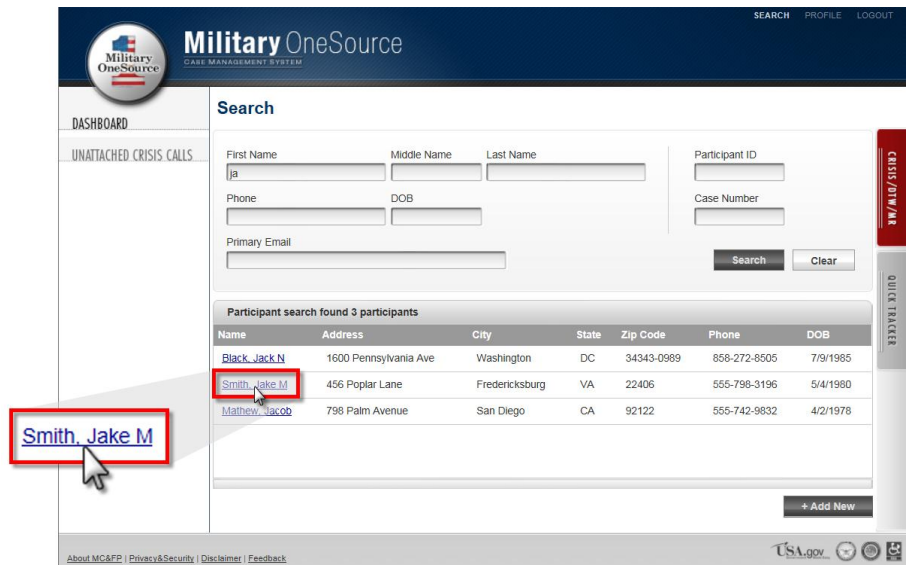 SEARCH PROFILE LOGOUT
Military OneSource
CASE MANAGEMENT SYSTEM
Military
OneSource
DASHBOARD
UNATTACHED CRISIS CALLS
Search
First Name Middle Name Last Name Participant ID
ja
Phone DOB Case Number
Primary Email
Search Clear
CRISIS/DTW/MR
QUICK TRACKER
Participant search found 3 participants
Name Address City State Zip Code Phone DOB
Black, Jack N 1600 Pennsylvania Ave Washington DC 34343-0989 858-272-8505 7/9/1985
Smith, Jake M 456 Poplar Lane Fredericksburg VA 22406 555-798-3196 5/4/1980
Mathew, Jacob 798 Palm Avenue San Diego CA 92122 555-742-9832 4/2/1978
Smith, Jake M
+ Add New
About MC&FP | Privacy&Security | Disclaimer | Feedback
USA.gov